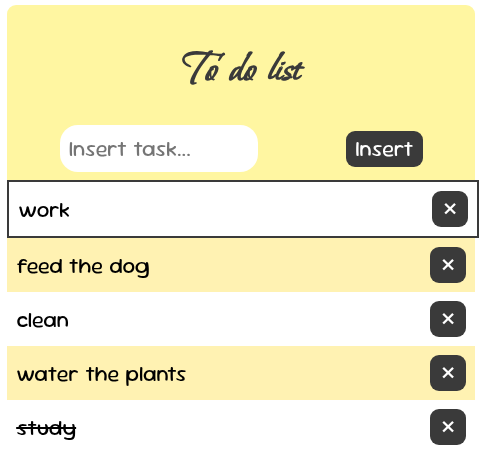 To do list
Insert task... Insert
work ×
feed the dog ×
clean ×
water the plants ×
study ×